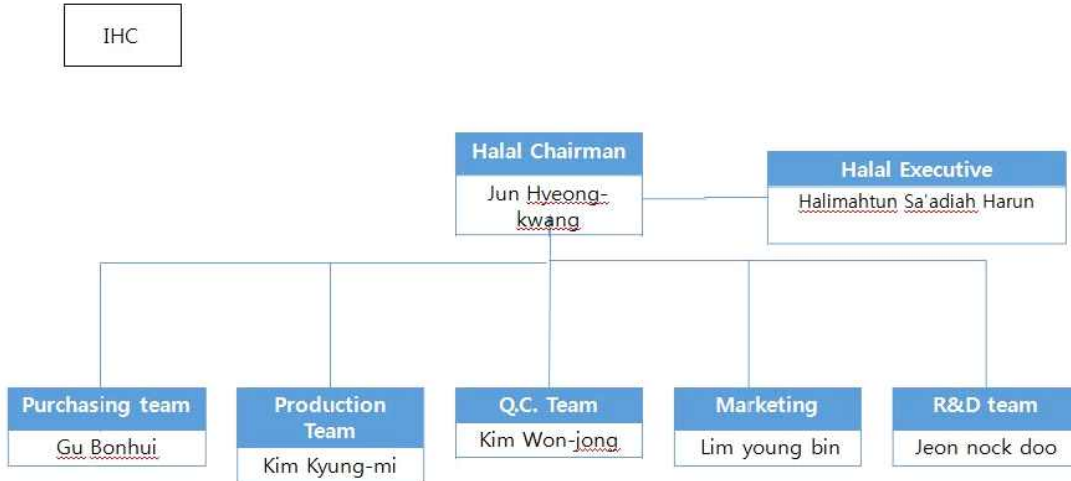 IHC
Halal Chairman
Jun Hyeong-
kwang
Halal Executive
Halimahtun Sa'adiah Harun
Purchasing team
Gu Bonhui
Production
Team
Kim Kyung-mi
Q.C. Team
Kim Won-jong
Marketing
Lim young bin
R&D team
Jeon nock doo